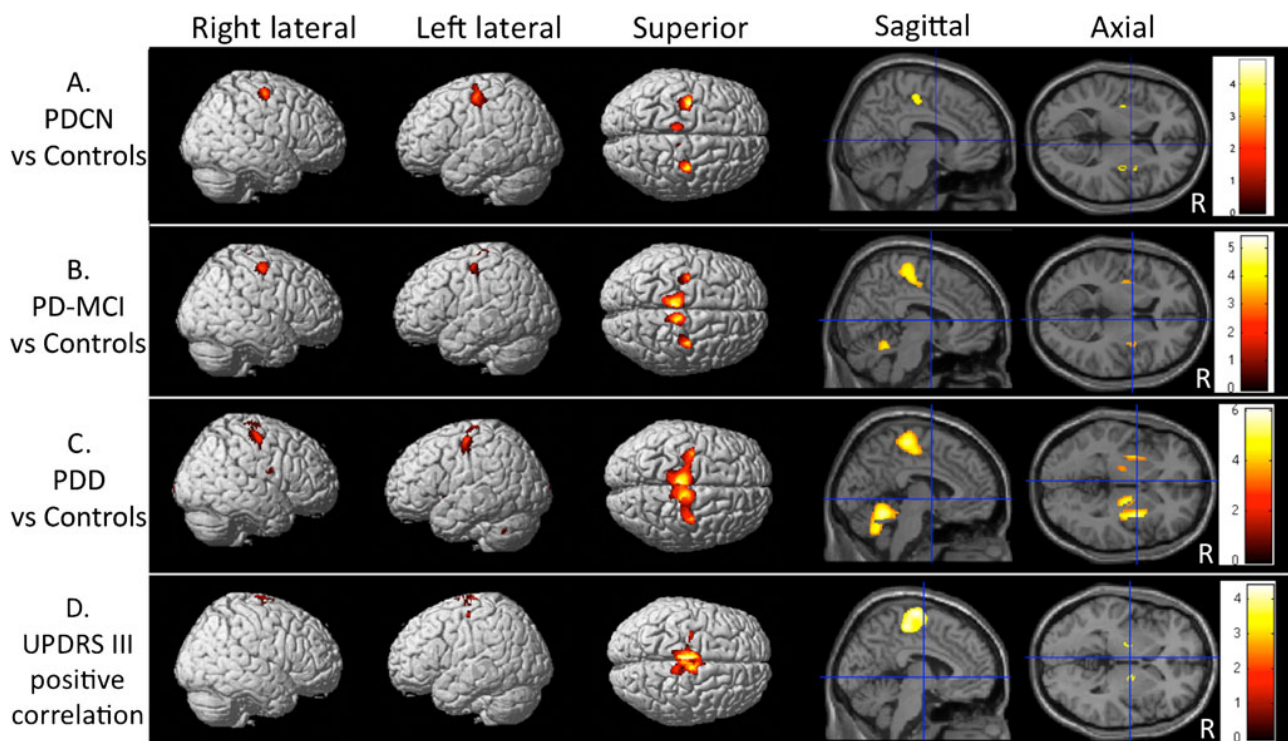 Right lateral Left lateral Superior Sagittal Axial
A.
PDCN
vs Controls
4
3
2
1
0
R
B.
PD-MCI
vs Controls
5
4
3
2
1
0
R
C.
PDD
vs Controls
6
4
2
0
R
D.
UPDRS III
positive
correlation
4
3
2
1
0
R